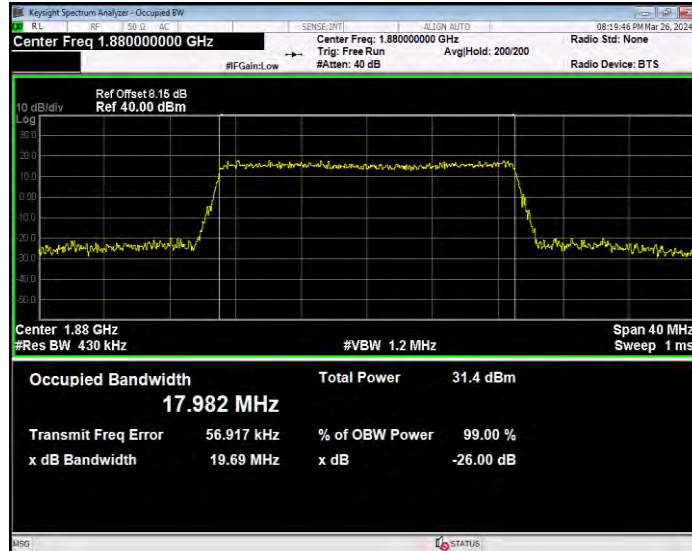 Keysight Spectrum Analyzer - Occupied BW
RL RF 50 Ω AC SENSE:INT ALIGN AUTO 08:19:46 PM Mar 26, 2024
Center Freq 1.880000000 GHz Center Freq: 1.880000000 GHz Radio Std: None
Trig: Free Run Avg|Hold: 200/200
#IFGain:Low #Atten: 40 dB Radio Device: BTS
Ref Offset 8.15 dB
10 dB/div Ref 40.00 dBm
Log
30.0
20.0
10.0
0.00
-10.0
-20.0
-30.0
-40.0
-50.0
Center 1.88 GHz Span 40 MHz
#Res BW 430 kHz #VBW 1.2 MHz Sweep 1 ms
Occupied Bandwidth Total Power 31.4 dBm
17.982 MHz
Transmit Freq Error 56.917 kHz % of OBW Power 99.00 %
x dB Bandwidth 19.69 MHz x dB -26.00 dB
MSG STATUS